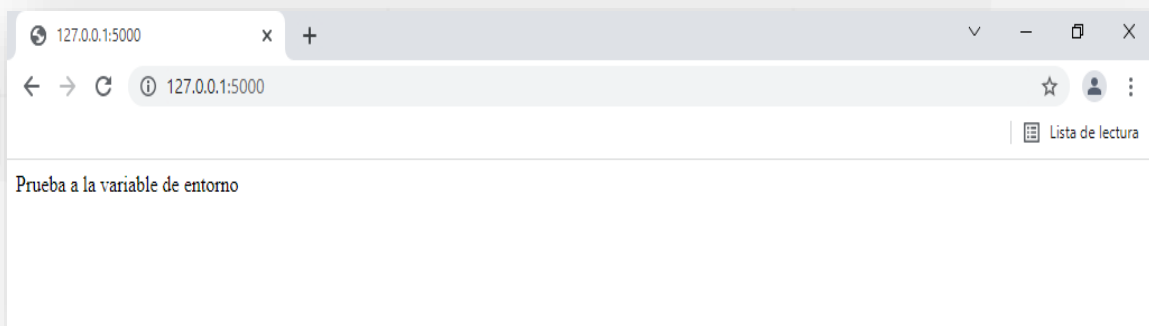 127.0.0.1:5000
127.0.0.1:5000
Lista de lectura
Prueba a la variable de entorno